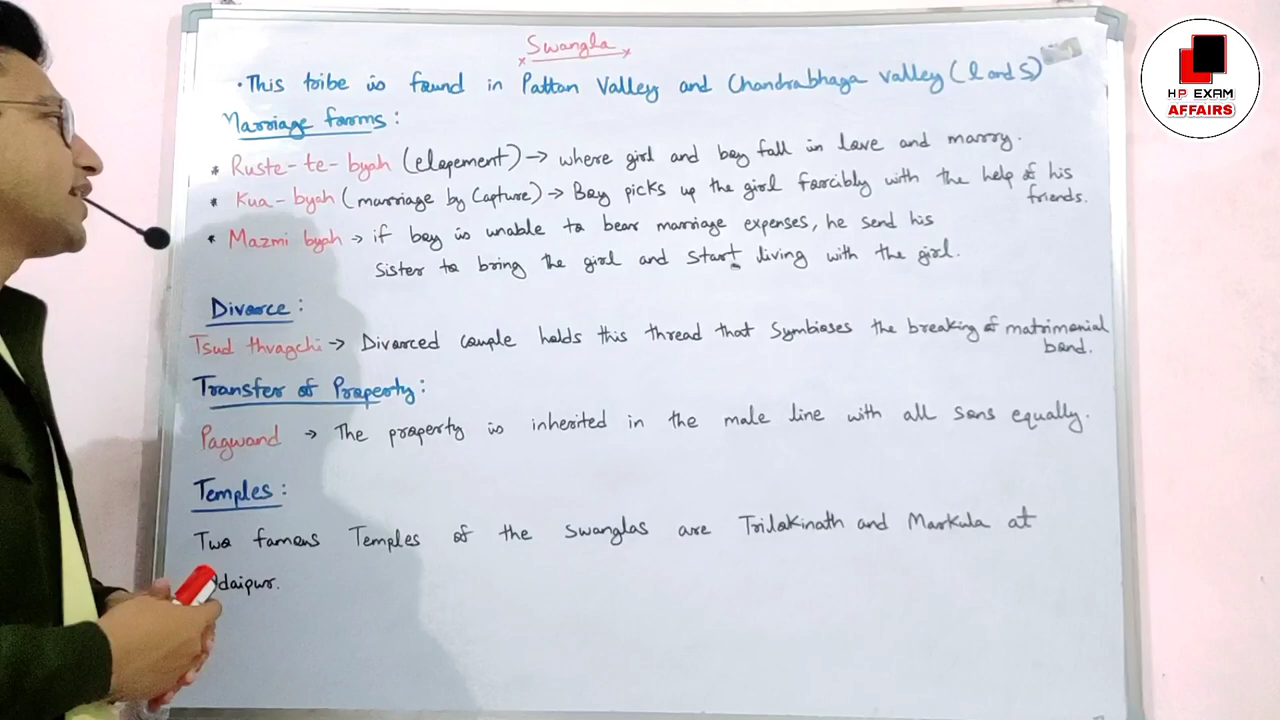 Swangla
HP EXAM
AFFAIRS
• This tribe is found in Pattan Valley and Chandrabhaga valley (L and S)
Marriage forms :
* Ruste-te-byah (elopement) → where girl and boy fall in love and marry.
* Kua-byah (marriage by Capture) → Boy picks up the girl forcibly with the help of his
friends.
* Mazmi byah → if boy is unable to bear marriage expenses, he send his
sister to bring the girl and start living with the girl.
Divorce :
Tsud thvagchi → Divorced couple holds this thread that Symbioses the breaking of matrimonial
bond.
Transfer of Property :
Pagwand → The property is inherited in the male line with all sons equally.
Temples :
Two famous Temples of the Swanglas are Trilokinath and Markula at
daipur.